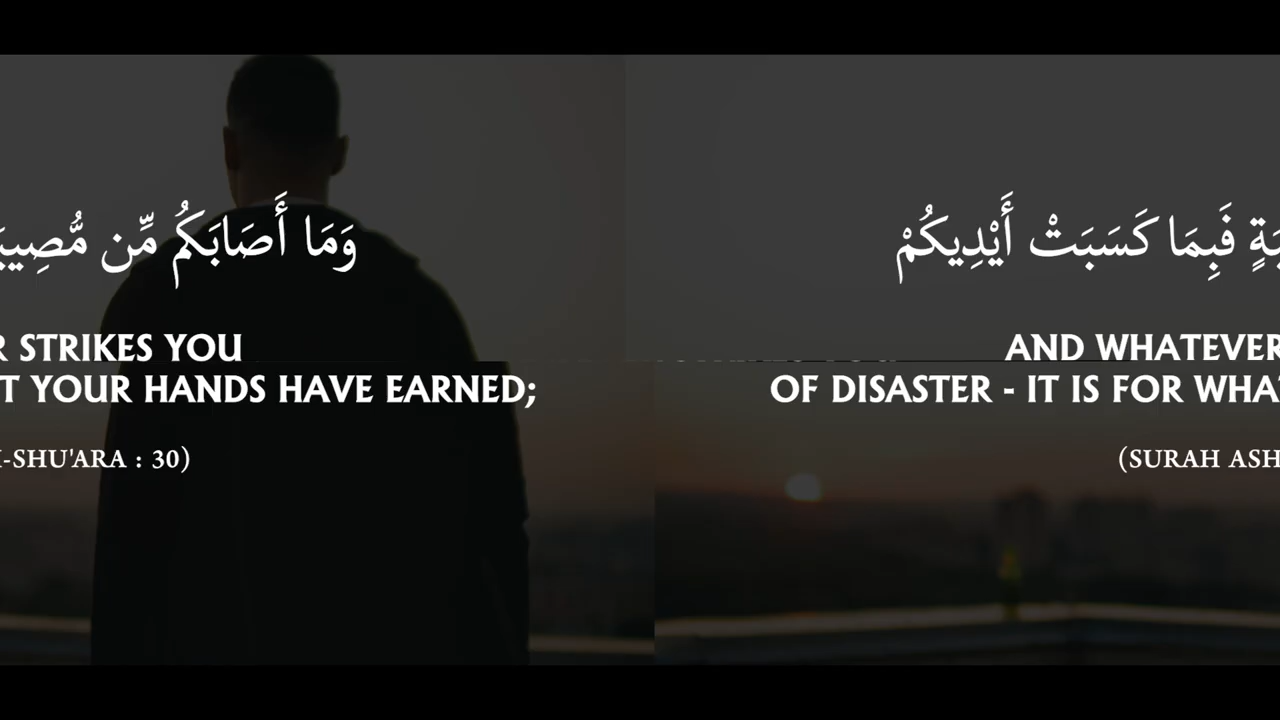 وَمَا أَصَابَكُم مِّن مُّصِيبَةٍ فَبِمَا كَسَبَتْ أَيْدِيكُمْ
AND WHATEVER STRIKES YOU
OF DISASTER - IT IS FOR WHAT YOUR HANDS HAVE EARNED;
(SURAH ASH-SHU'ARA : 30)